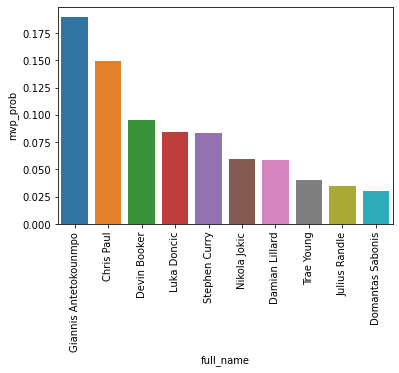 mvp_prob
0.175
0.150
0.125
0.100
0.075
0.050
0.025
0.000
Giannis Antetokounmpo
Chris Paul
Devin Booker
Luka Doncic
Stephen Curry
Nikola Jokic
Damian Lillard
Trae Young
Julius Randle
Domantas Sabonis
full_name